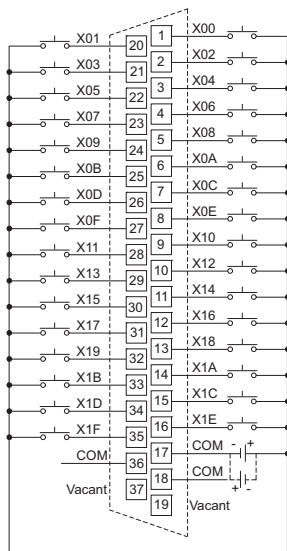 X01 20 1 X00
X03 21 2 X02
X05 22 3 X04
X07 23 4 X06
X09 24 5 X08
X0B 25 6 X0A
X0D 26 7 X0C
X0F 27 8 X0E
X11 28 9 X10
X13 29 10 X12
X15 30 11 X14
X17 31 12 X16
X19 32 13 X18
X1B 33 14 X1A
X1D 34 15 X1C
X1F 35 16 X1E
COM 36 17 COM - +
Vacant 37 18 COM + -
19 Vacant